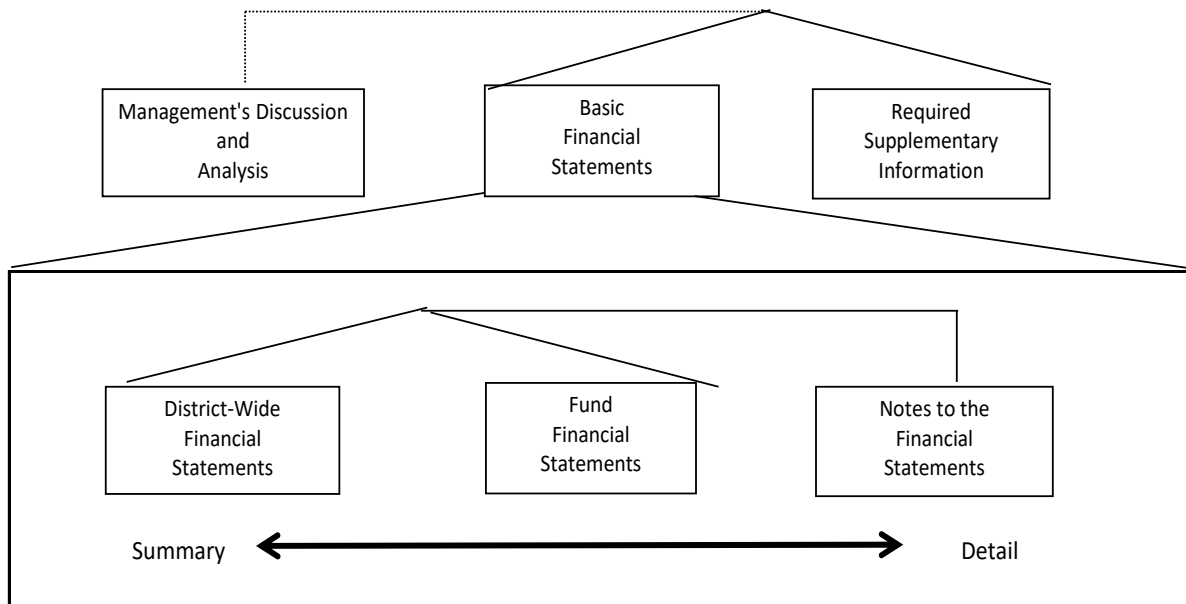 Management's Discussion
and
Analysis
Basic
Financial
Statements
Required
Supplementary
Information
District-Wide
Financial
Statements
Fund
Financial
Statements
Notes to the
Financial
Statements
Summary
Detail